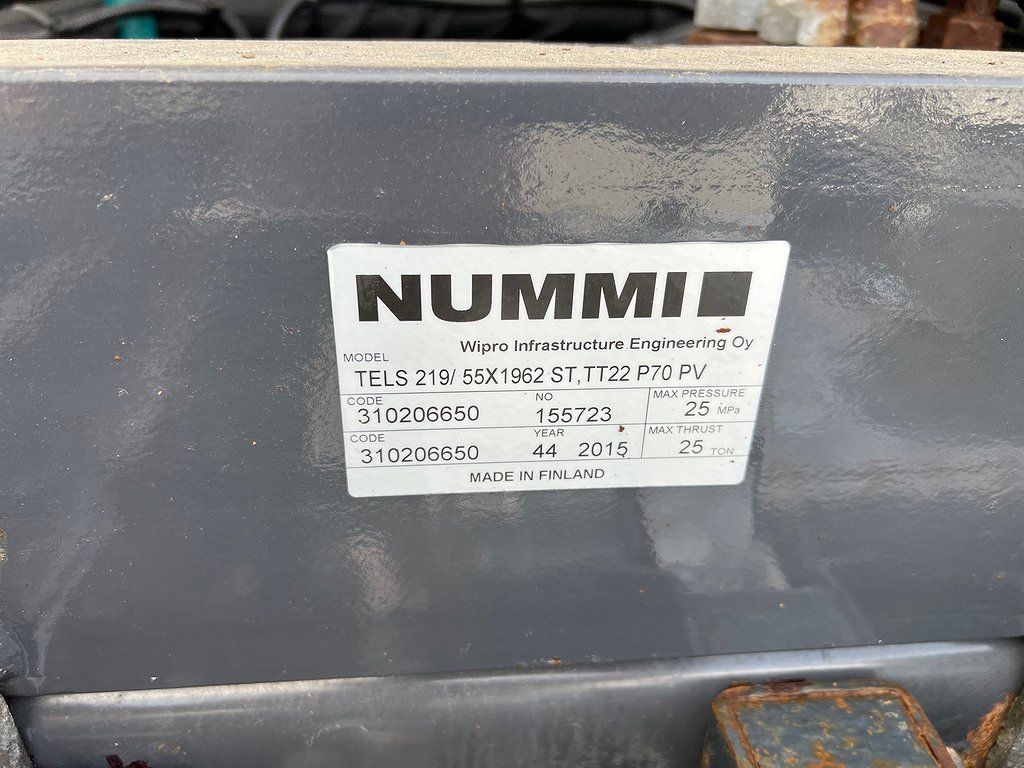 NUMMI
Wipro Infrastructure Engineering Oy
MODEL
TELS 219/ 55X1962 ST,TT22 P70 PV
CODE NO MAX PRESSURE
310206650 155723 25 MPa
CODE YEAR MAX THRUST
310206650 44 2015 25 TON
MADE IN FINLAND